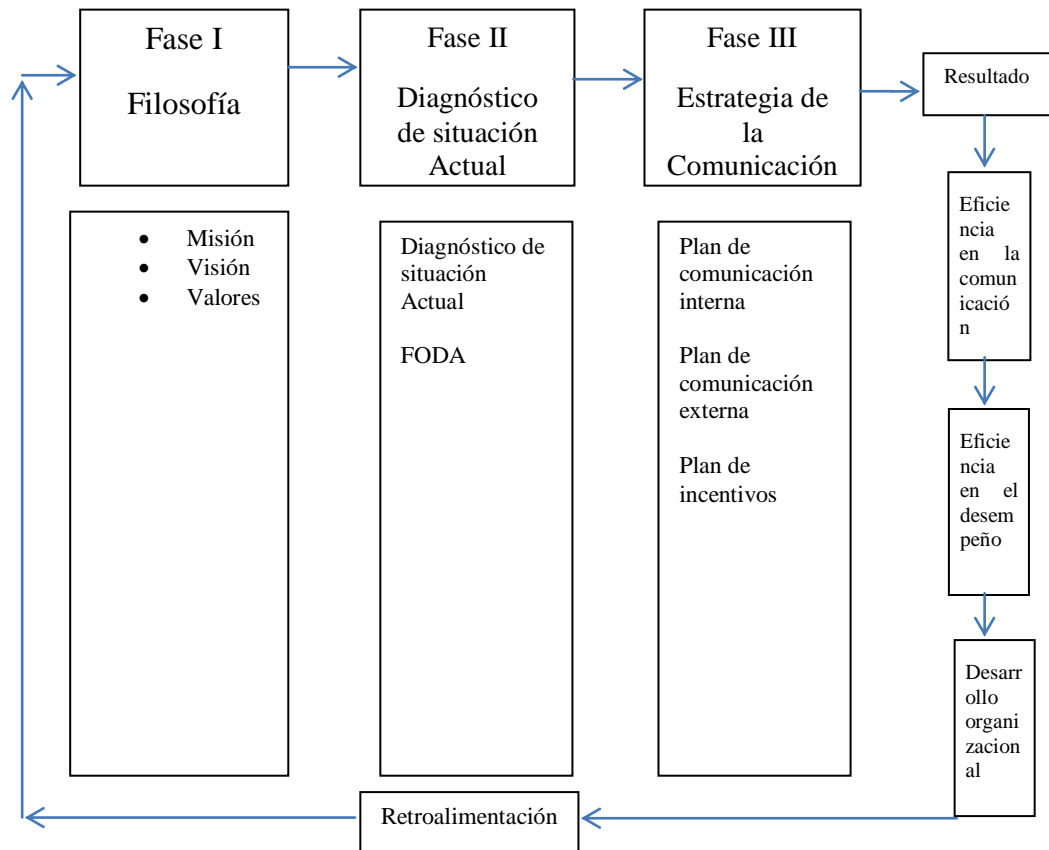 Fase I
Filosofía
Fase II
Diagnóstico
de situación
Actual
Fase III
Estrategia de
la
Comunicación
Resultado
• Misión
• Visión
• Valores
Diagnóstico de
situación
Actual
FODA
Plan de
comunicación
interna
Plan de
comunicación
externa
Plan de
incentivos
Eficie
ncia
en la
comun
icació
n
Eficie
ncia
en el
desem
peño
Desarr
ollo
organi
zacion
al
Retroalimentación